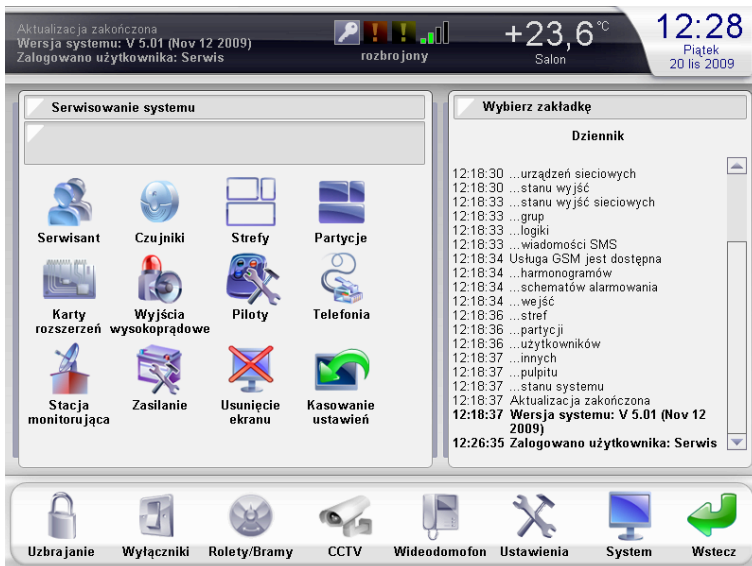 Aktualizacja zakończona
Wersja systemu: V 5.01 (Nov 12 2009)
Zalogowano użytkownika: Serwis
rozbrojony
+23,6°C
Salon
12:28
Piątek
20 lis 2009
Serwisowanie systemu
Serwisant
Czujniki
Strefy
Partycje
Karty
rozszerzeń
Wyjścia
wysokoprądowe
Piloty
Telefonia
Stacja
monitorująca
Zasilanie
Usunięcie
ekranu
Kasowanie
ustawień
Wybierz zakładkę
Dziennik
12:18:30 ...urządzeń sieciowych
12:18:30 ...stanu wyjść
12:18:33 ...stanu wyjść sieciowych
12:18:33 ...grup
12:18:33 ...logiki
12:18:33 ...wiadomości SMS
12:18:34 Usługa GSM jest dostępna
12:18:34 ...harmonogramów
12:18:34 ...schematów alarmowania
12:18:34 ...wejść
12:18:36 ...stref
12:18:36 ...partycji
12:18:36 ...użytkowników
12:18:37 ...innych
12:18:37 ...pulpitu
12:18:37 ...stanu systemu
12:18:37 Aktualizacja zakończona
12:18:37 Wersja systemu: V 5.01 (Nov 12
2009)
12:26:35 Zalogowano użytkownika: Serwis
Uzbrajanie
Wyłączniki
Rolety/Bramy
CCTV
Wideodomofon
Ustawienia
System
Wstecz